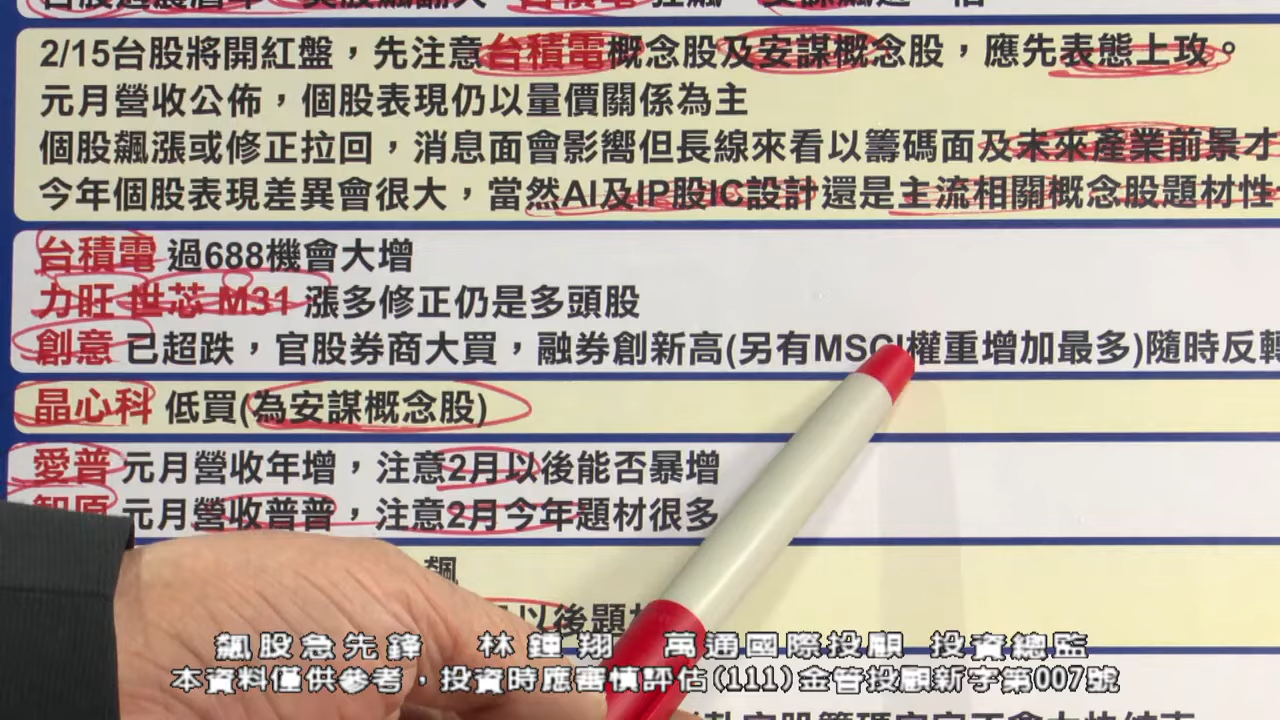 2/15台股將開紅盤，先注意台積電概念股及安謀概念股，應先表態上攻。
元月營收公佈，個股表現仍以量價關係為主
個股飆漲或修正拉回，消息面會影響但長線來看以籌碼面及未來產業前景才
今年個股表現差異會很大，當然AI及IP股IC設計還是主流相關概念股題材性
台積電 過688機會大增
力旺 世芯 M31 漲多修正仍是多頭股
創意 己超跌，官股券商大買，融券創新高(另有MSCI權重增加最多)隨時反轉
晶心科 低買(為安謀概念股)
愛普 元月營收年增，注意2月以後能否暴增
智原 元月營收普普，注意2月今年題材很多
飆
以後題
飆股急先鋒 林鐘翔 萬通國際投顧 投資總監
本資料僅供參考，投資時應審慎評估(111)金管投顧新字第007號